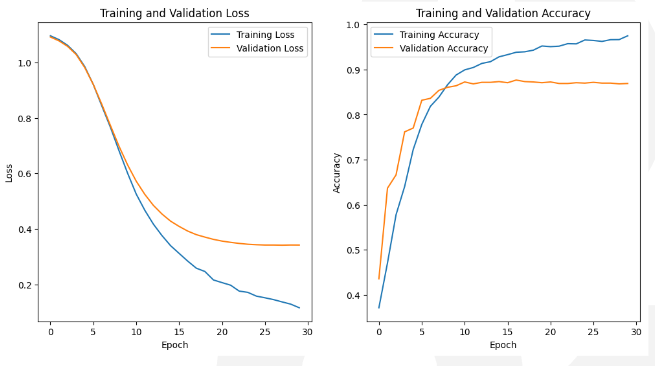 Training and Validation Loss
Training Loss
Validation Loss
1.0
0.8
0.6
0.4
0.2
Loss
0
5
10
15
20
25
30
Epoch
Training and Validation Accuracy
Training Accuracy
Validation Accuracy
1.0
0.9
0.8
0.7
0.6
0.5
0.4
Accuracy
0
5
10
15
20
25
30
Epoch